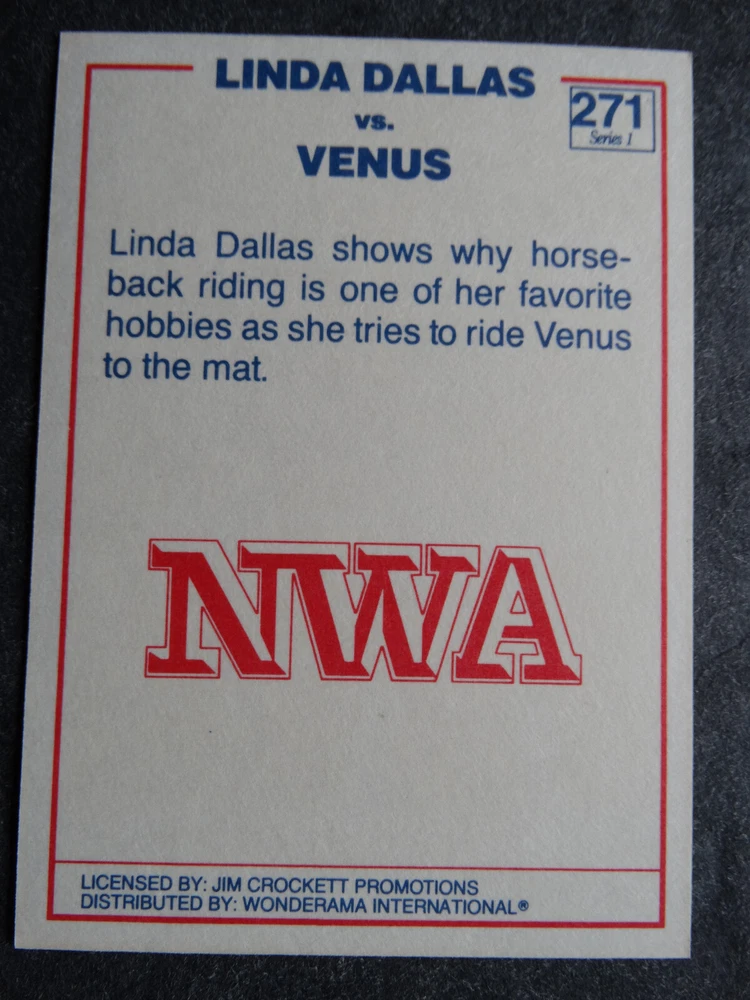 LINDA DALLAS
vs.
VENUS
271
Series 1
Linda Dallas shows why horse-
back riding is one of her favorite
hobbies as she tries to ride Venus
to the mat.
NWA
LICENSED BY: JIM CROCKETT PROMOTIONS
DISTRIBUTED BY: WONDERAMA INTERNATIONAL®